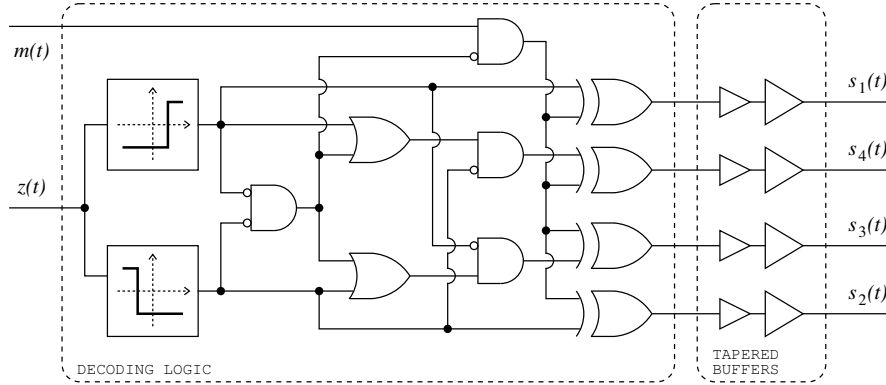 m(t)
s1(t)
s4(t)
z(t)
s3(t)
s2(t)
DECODING LOGIC
TAPERED
BUFFERS